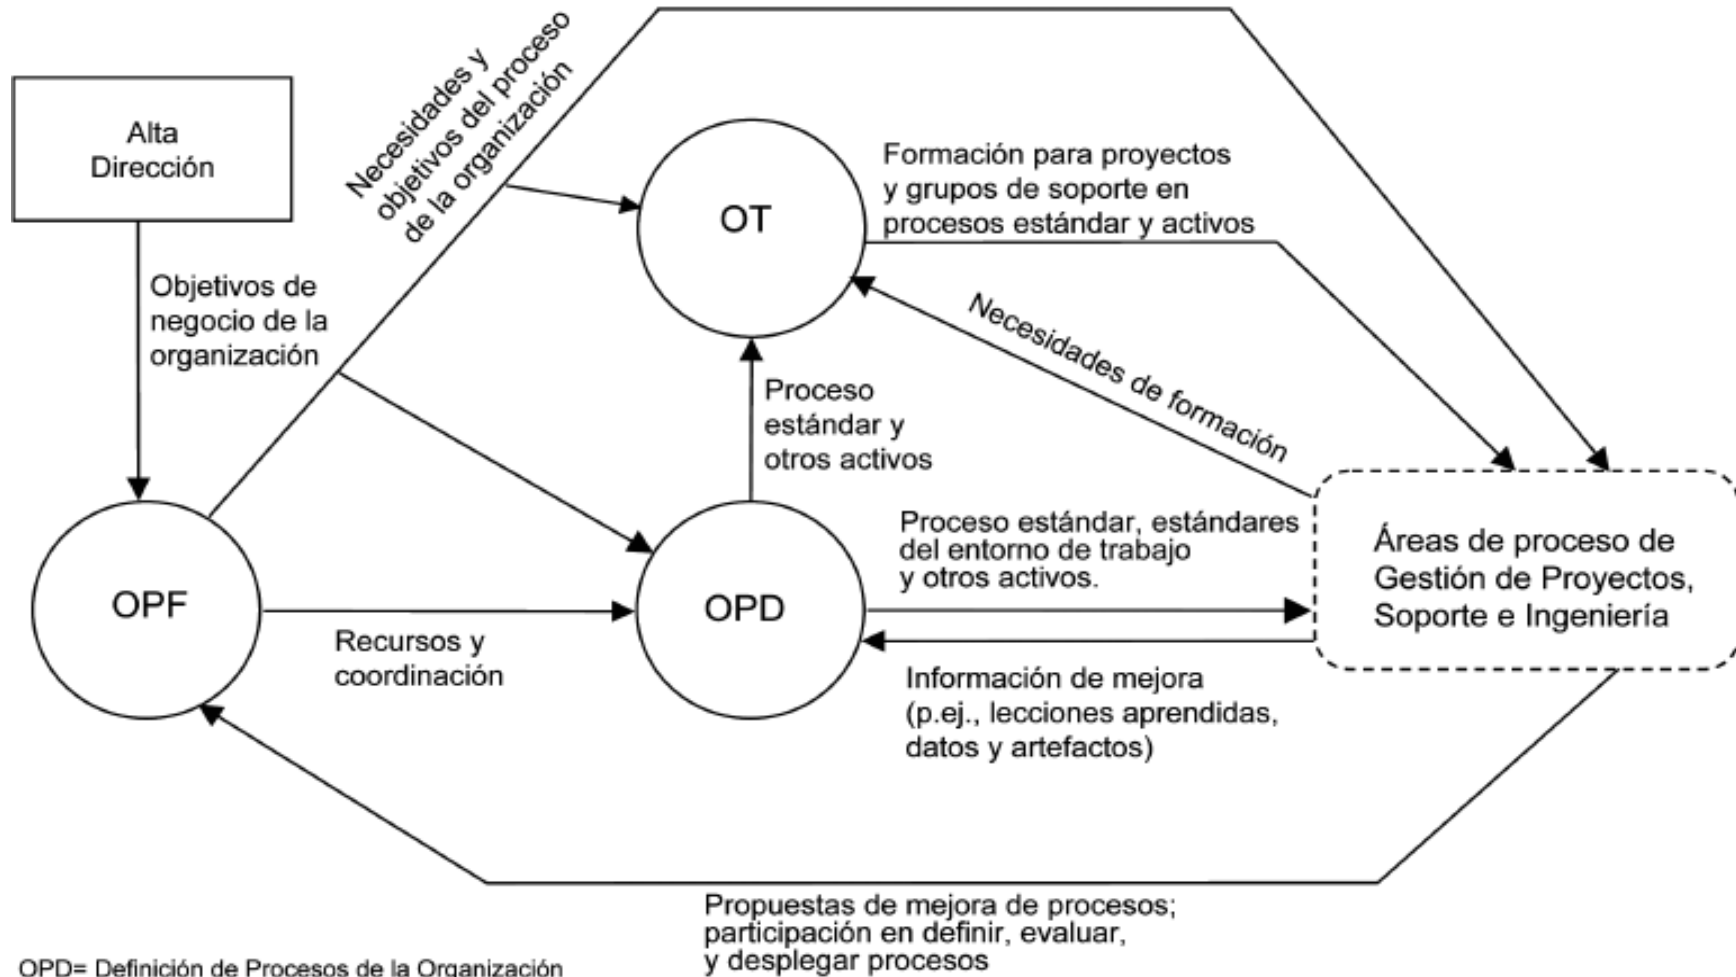 Necesidades y
objetivos del proceso
de la organización
Alta
Dirección
OT
Formación para proyectos
y grupos de soporte en
procesos estándar y activos
Objetivos de
negocio de la
organización
Necesidades de formación
Proceso
estándar y
otros activos
OPF
Recursos y
coordinación
OPD
Proceso estándar, estándares
del entorno de trabajo
y otros activos.
Áreas de proceso de
Gestión de Proyectos,
Soporte e Ingeniería
Información de mejora
(p.ej., lecciones aprendidas,
datos y artefactos)
Propuestas de mejora de procesos;
participación en definir, evaluar,
y desplegar procesos
OPD= Definición de Procesos de la Organización